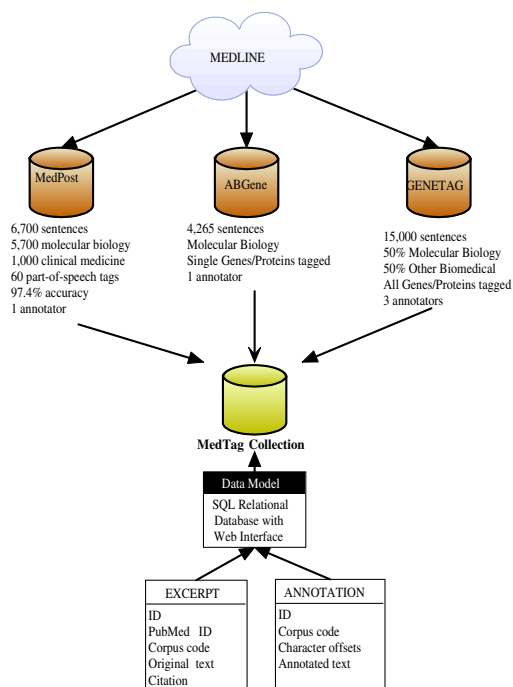 MEDLINE
MedPost
6,700 sentences
5,700 molecular biology
1,000 clinical medicine
60 part-of-speech tags
97.4% accuracy
1 annotator
ABGene
4,265 sentences
Molecular Biology
Single Genes/Proteins tagged
1 annotator
GENETAG
15,000 sentences
50% Molecular Biology
50% Other Biomedical
All Genes/Proteins tagged
3 annotators
MedTag Collection
Data Model
SQL Relational
Database with
Web Interface
EXCERPT
ID
PubMed ID
Corpus code
Original text
Citation
ANNOTATION
ID
Corpus code
Character offsets
Annotated text